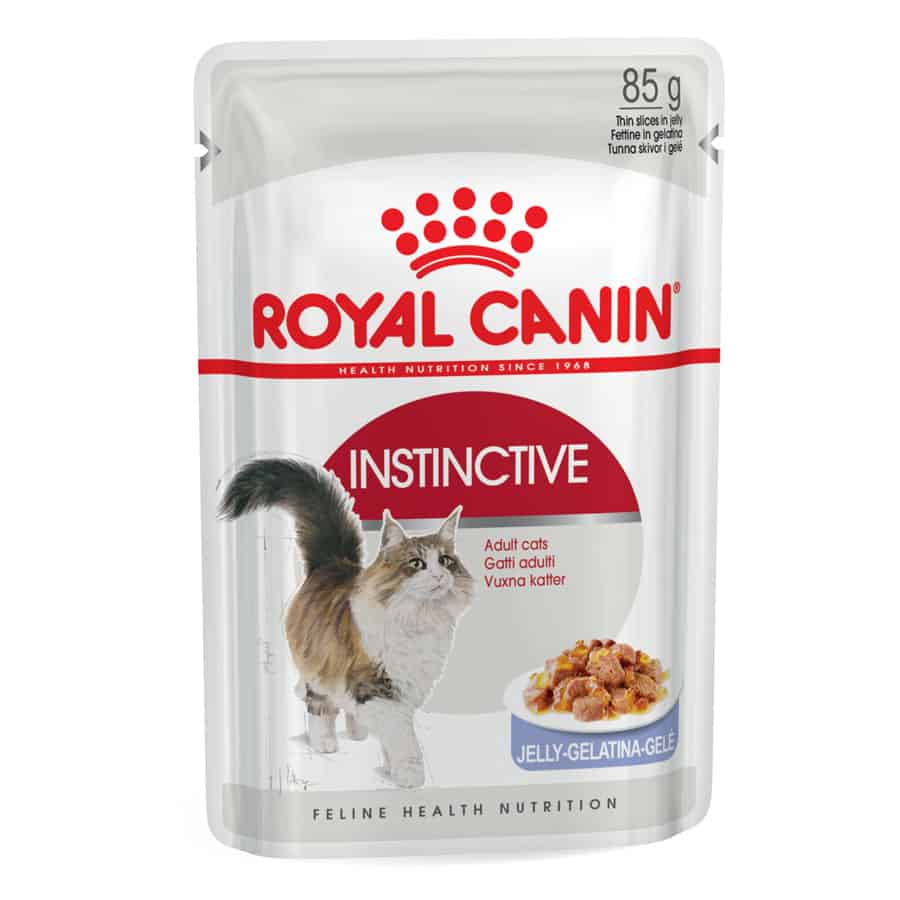 85 g
Thin slices in jelly
Fettine in gelatina
Tunna skivor i gelé
ROYAL CANIN®
HEALTH NUTRITION SINCE 1968
INSTINCTIVE
Adult cats
Gatti adulti
Vuxna katter
JELLY-GELATINA-GELÉ
FELINE HEALTH NUTRITION